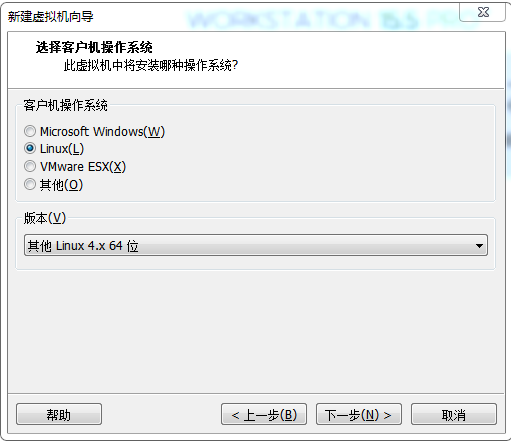 新建虚拟机向导
WORKSTATION 15.5 PRO
选择客户机操作系统
此虚拟机中将安装哪种操作系统?
客户机操作系统
Microsoft Windows(W)
Linux(L)
VMware ESX(X)
其他(O)
版本(V)
其他 Linux 4.x 64 位
帮助
< 上一步(B)
下一步(N) >
取消